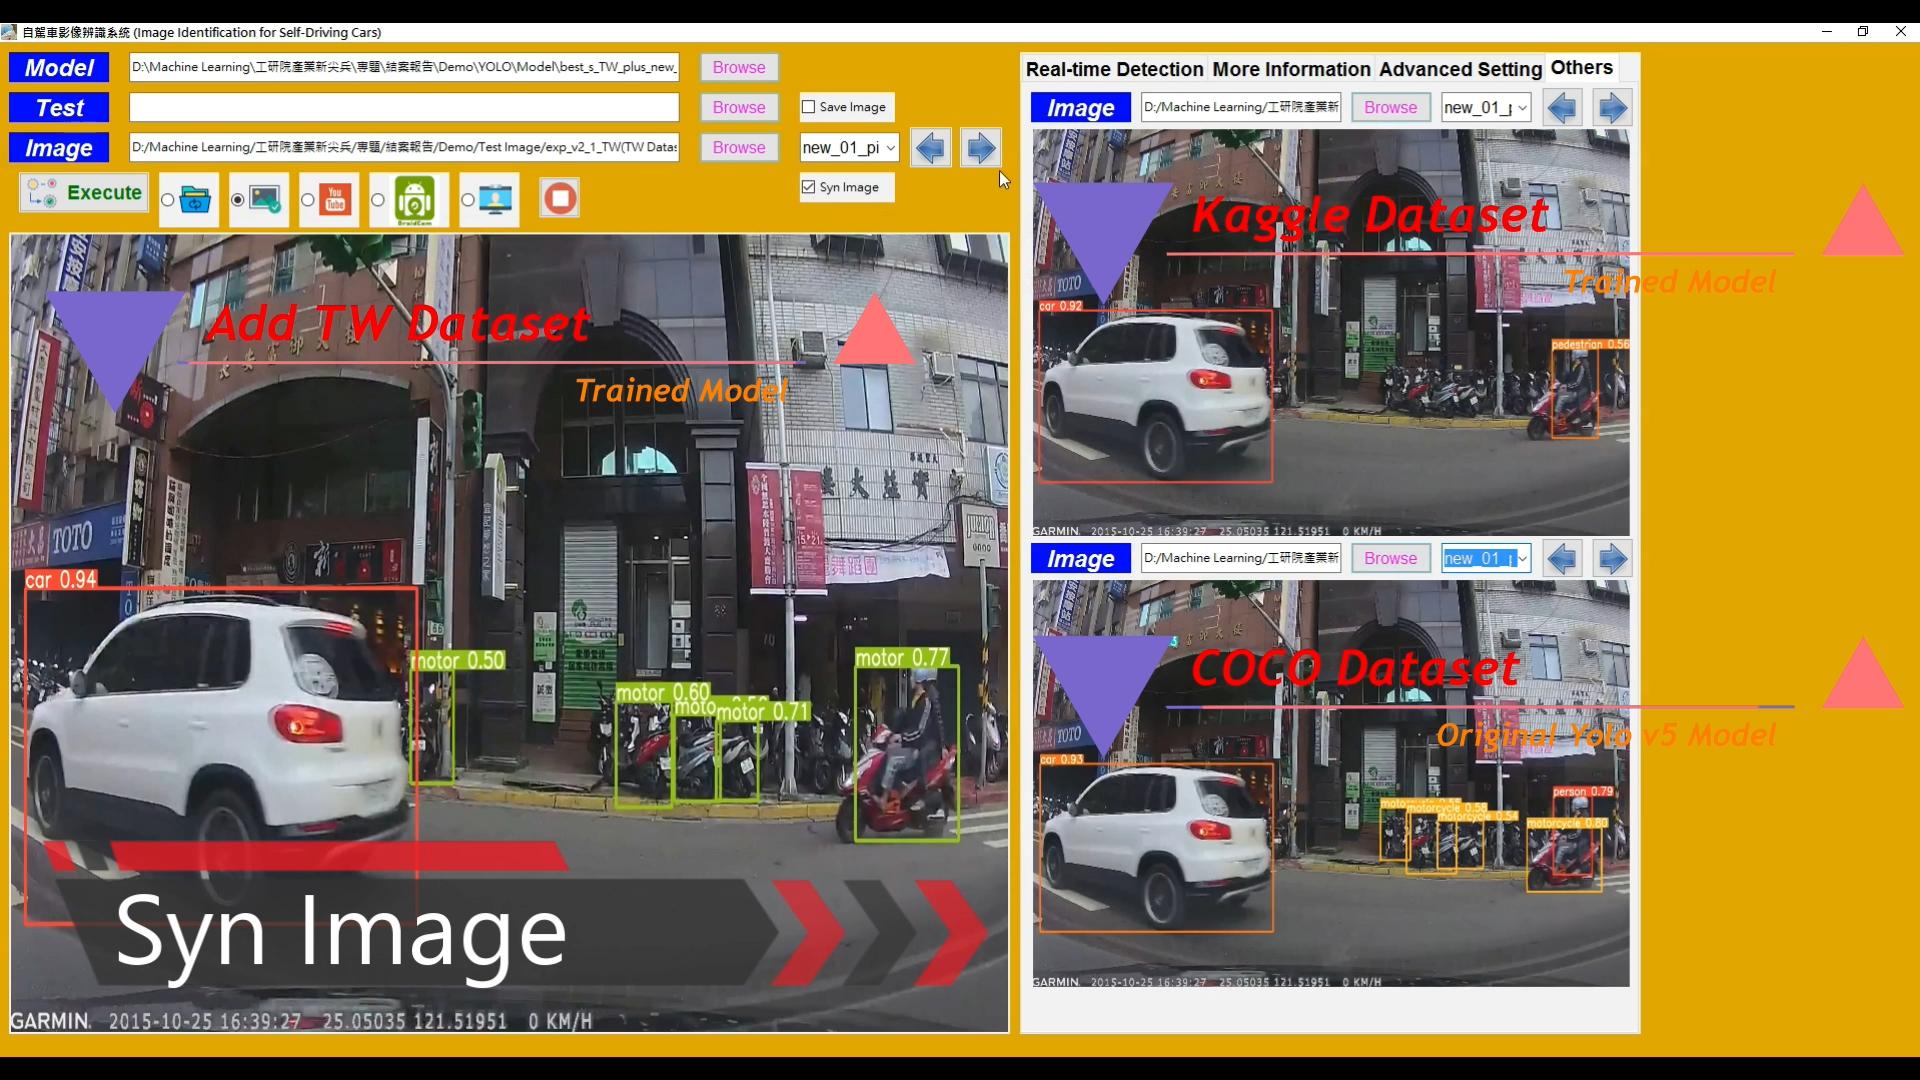 自駕車影像辨識系統 (Image Identification for Self-Driving Cars)
Model
D:\Machine Learning\工研院產業新尖兵\專題\結案報告\Demo\YOLO\Model\best_s_TW_plus_new_
Browse
Test
Browse
Save Image
Image
D:/Machine Learning/工研院產業新尖兵/專題/結案報告/Demo/Test Image/exp_v2_1_TW(TW Datas
Browse
new_01_pi
Syn Image
Execute
You
Tube
Add TW Dataset
Trained Model
TOTO
car 0.94
motor 0.50
motor 0.60
motor 0.71
motor 0.77
Syn Image
GARMIN. 2015-10-25 16:39:27 25.05035 121.51951 0 KM/H
Real-time Detection
More Information
Advanced Setting
Others
Image
D:/Machine Learning/工研院產業新
Browse
new_01_
Kaggle Dataset
Trained Model
TOTO
car 0.92
pedestrian 0.56
GARMIN. 2015-10-25 16:39:27 25.05035 121.51951 0 KM/H
Image
D:/Machine Learning/工研院產業新
Browse
new_01_
COCO Dataset
Original Yolo v5 Model
TOTO
car 0.93
person 0.79
motorcycle 0.58
motorcycle 0.54
motorcycle 0.80
GARMIN. 2015-10-25 16:39:27 25.05035 121.51951 0 KM/H